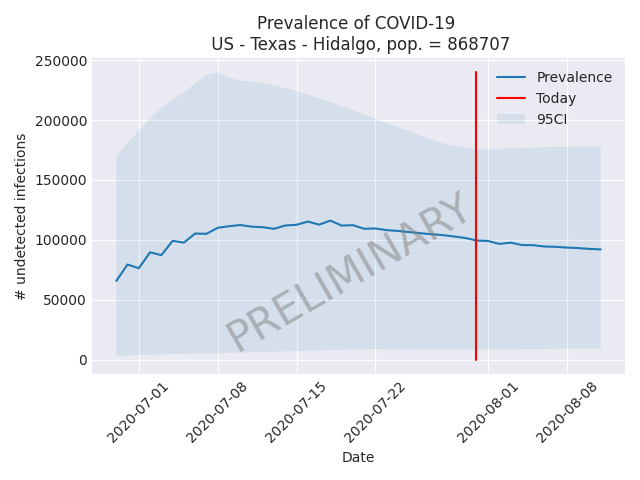 Prevalence of COVID-19
US - Texas - Hidalgo, pop. = 868707
250000
200000
150000
100000
50000
0
# undetected infections
Prevalence
Today
95CI
PRELIMINARY
2020-07-01
2020-07-08
2020-07-15
2020-07-22
2020-08-01
2020-08-08
Date